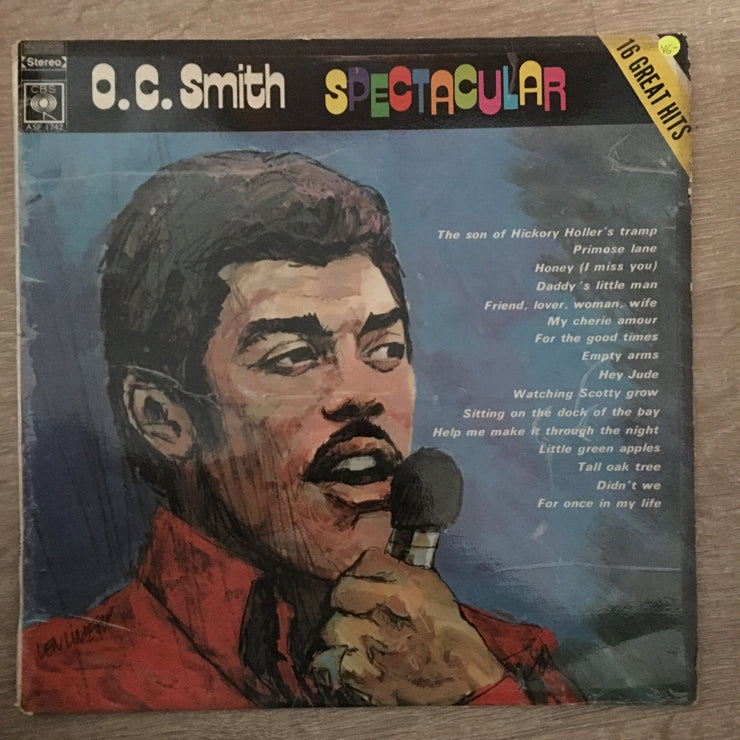 Stereo
CBS
ASF 1742
O.C. Smith SPECTACULAR
16 GREAT HITS
VG-
The son of Hickory Holler's tramp
Primose lane
Honey (I miss you)
Daddy's little man
Friend, lover, woman, wife
My cherie amour
For the good times
Empty arms
Hey Jude
Watching Scotty grow
Sitting on the dock of the bay
Help me make it through the night
Little green apples
Tall oak tree
Didn't we
For once in my life